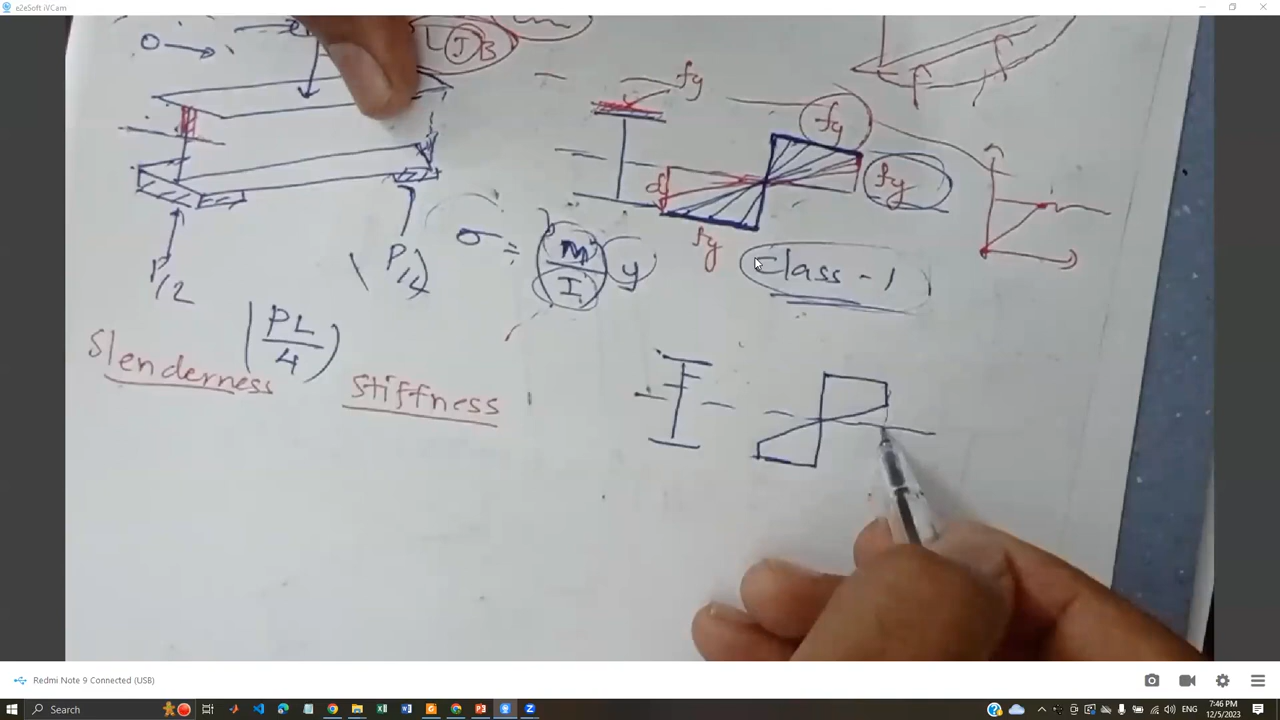 e2eSoft iVCam
0
I B
fy
fy
fy
fy
σ = M/I y
Class - 1
P/2
P/2
PL/4
Slenderness
Stiffness
Redmi Note 9 Connected (USB)
Search
ENG
7:46 PM
12/5/2023